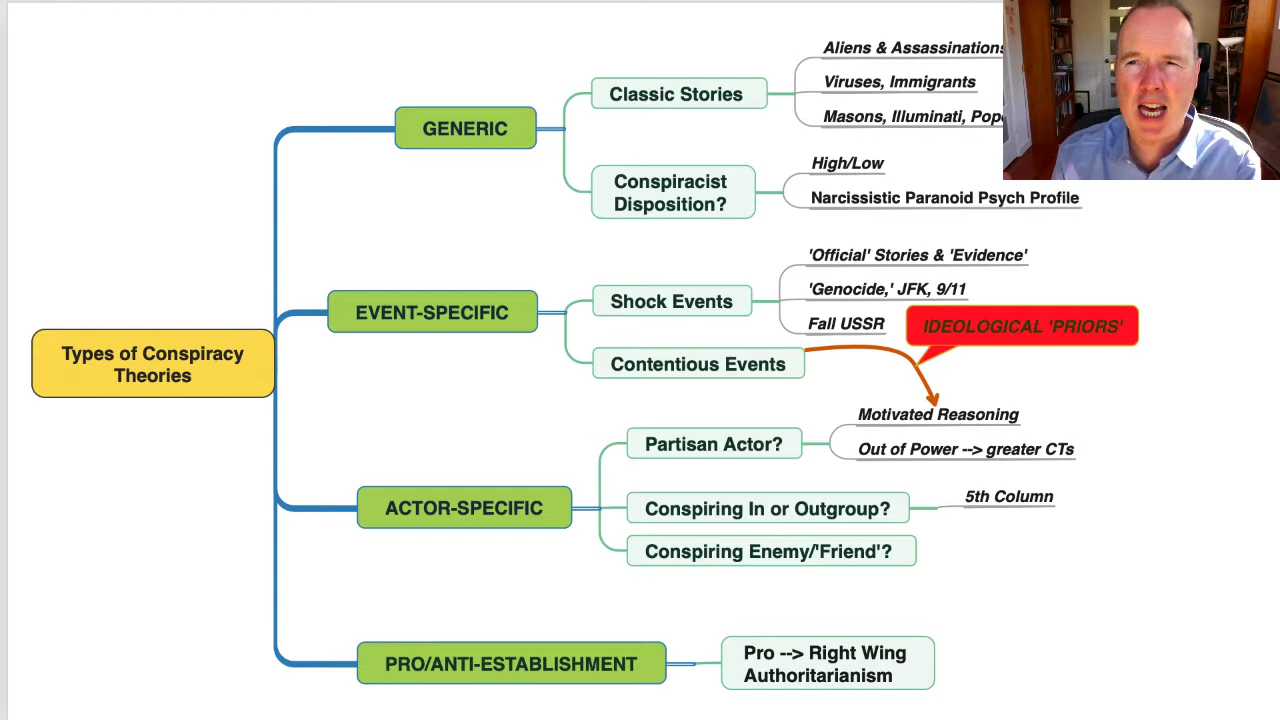 Aliens & Assassinations
Classic Stories
Viruses, Immigrants
Masons, Illuminati,
GENERIC
High/Low
Conspiracist
Disposition?
Narcissistic Paranoid Psych Profile
'Official' Stories & 'Evidence'
Shock Events
'Genocide,' JFK, 9/11
EVENT-SPECIFIC
Fall USSR
IDEOLOGICAL 'PRIORS'
Contentious Events
Types of Conspiracy
Theories
Motivated Reasoning
Partisan Actor?
Out of Power --> greater CTs
ACTOR-SPECIFIC
Conspiring In or Outgroup?
5th Column
Conspiring Enemy/'Friend'?
PRO/ANTI-ESTABLISHMENT
Pro --> Right Wing
Authoritarianism